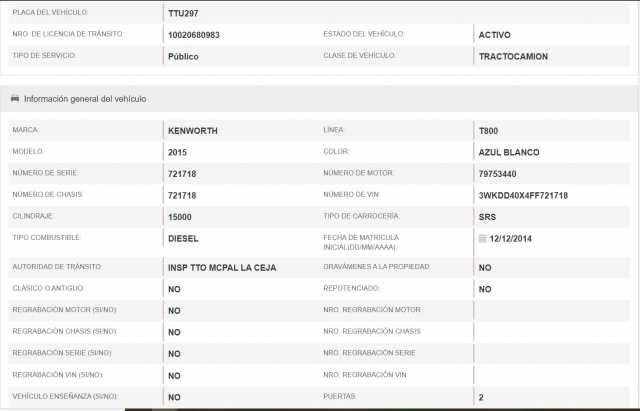 PLACA DEL VEHÍCULO: TTU297
NRO. DE LICENCIA DE TRÁNSITO: 10020680983 ESTADO DEL VEHÍCULO: ACTIVO
TIPO DE SERVICIO: Público CLASE DE VEHÍCULO: TRACTOCAMION
Información general del vehículo
MARCA: KENWORTH LÍNEA: T800
MODELO: 2015 COLOR: AZUL BLANCO
NÚMERO DE SERIE: 721718 NÚMERO DE MOTOR: 79753440
NÚMERO DE CHASIS: 721718 NÚMERO DE VIN: 3WKDD40X4FF721718
CILINDRAJE: 15000 TIPO DE CARROCERÍA: SRS
TIPO COMBUSTIBLE: DIESEL FECHA DE MATRICULA INICIAL(DD/MM/AAAA): 12/12/2014
AUTORIDAD DE TRÁNSITO: INSP TTO MCPAL LA CEJA GRAVÁMENES A LA PROPIEDAD: NO
CLÁSICO O ANTIGUO: NO REPOTENCIADO: NO
REGRABACIÓN MOTOR (SI/NO): NO NRO. REGRABACIÓN MOTOR
REGRABACIÓN CHASIS (SI/NO): NO NRO. REGRABACIÓN CHASIS
REGRABACIÓN SERIE (SI/NO): NO NRO. REGRABACIÓN SERIE
REGRABACIÓN VIN (SI/NO): NO NRO. REGRABACIÓN VIN
VEHÍCULO ENSEÑANZA (SI/NO): NO PUERTAS: 2